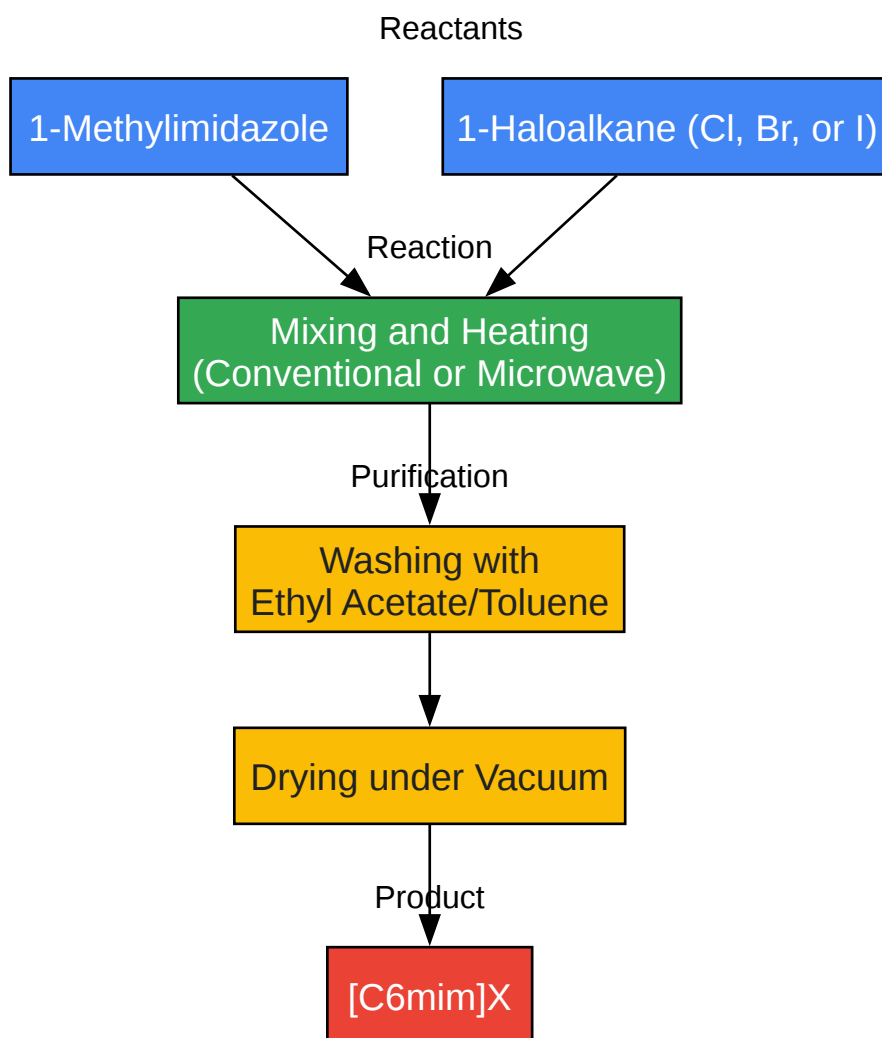 Reactants
1-Methylimidazole
1-Haloalkane (Cl, Br, or I)
Reaction
Mixing and Heating
(Conventional or Microwave)
Purification
Washing with
Ethyl Acetate/Toluene
Drying under Vacuum
Product
[C6mim]X